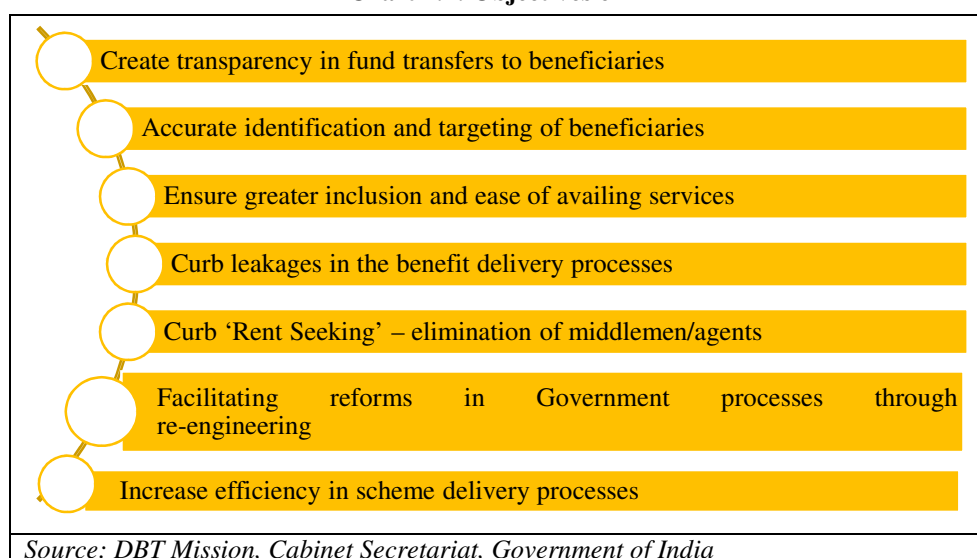 Create transparency in fund transfers to beneficiaries
Accurate identification and targeting of beneficiaries
Ensure greater inclusion and ease of availing services
Curb leakages in the benefit delivery processes
Curb ‘Rent Seeking’ – elimination of middlemen/agents
Facilitating reforms in Government processes through
re-engineering
Increase efficiency in scheme delivery processes
Source: DBT Mission, Cabinet Secretariat, Government of India